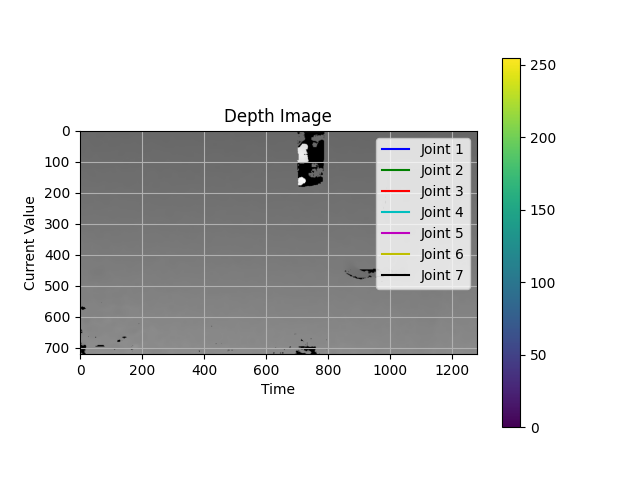 Depth Image
0
100
200
300
400
500
600
700
Current Value
0 200 400 600 800 1000 1200
Time
Joint 1
Joint 2
Joint 3
Joint 4
Joint 5
Joint 6
Joint 7
250
200
150
100
50
0